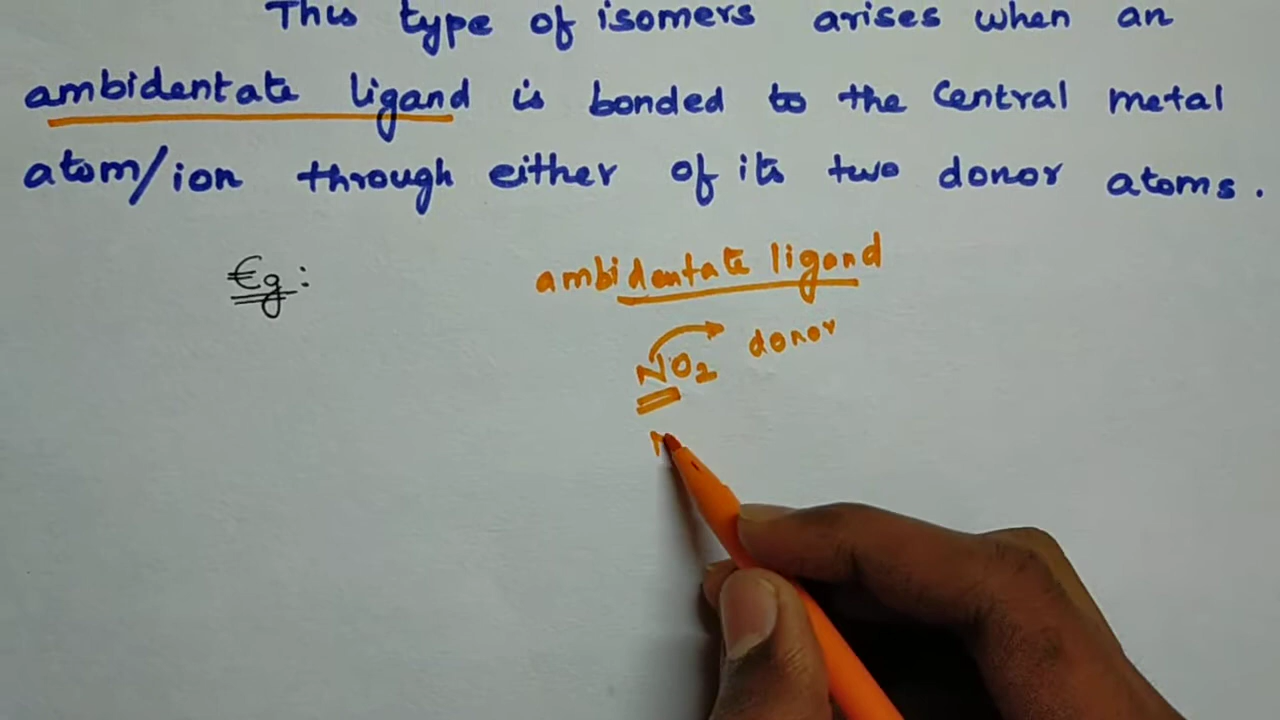 This type of isomers arises when an
ambidentate ligand is bonded to the central metal
atom/ion through either of its two donor atoms.
Eg:
ambidentate ligand
NO2 donor